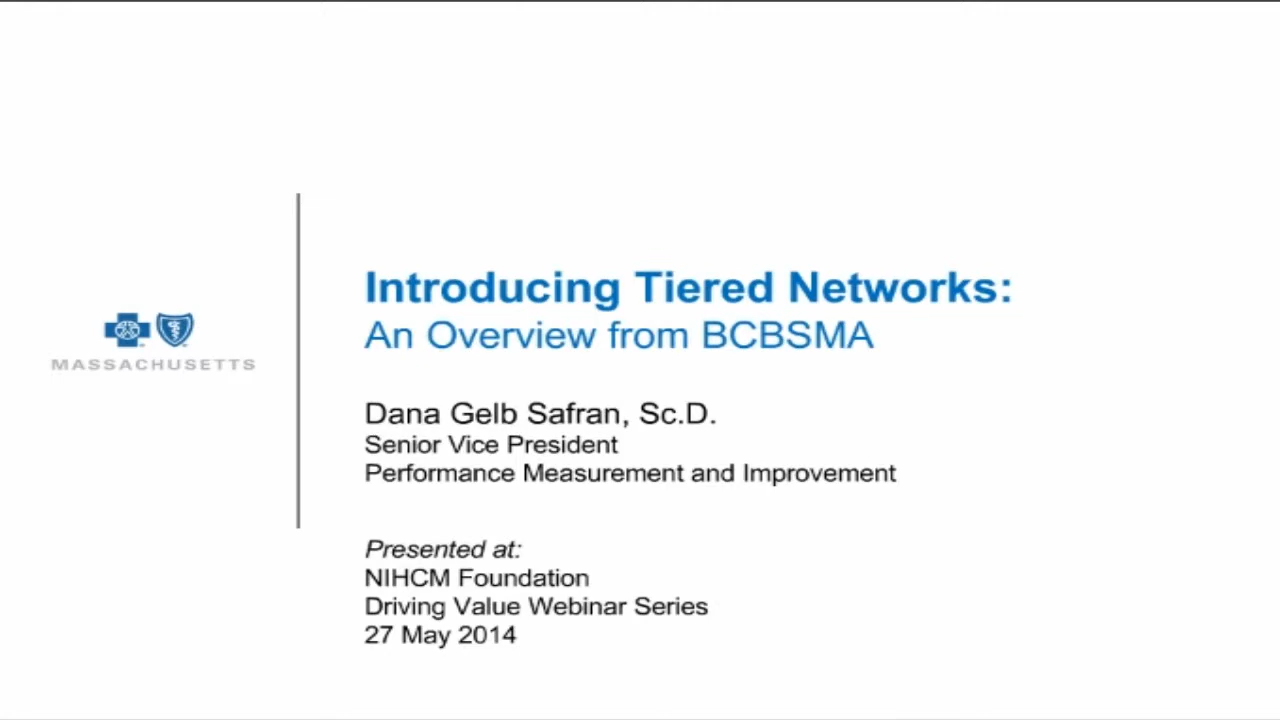 MASSACHUSETTS
Introducing Tiered Networks:
An Overview from BCBSMA
Dana Gelb Safran, Sc.D.
Senior Vice President
Performance Measurement and Improvement
Presented at:
NIHCM Foundation
Driving Value Webinar Series
27 May 2014